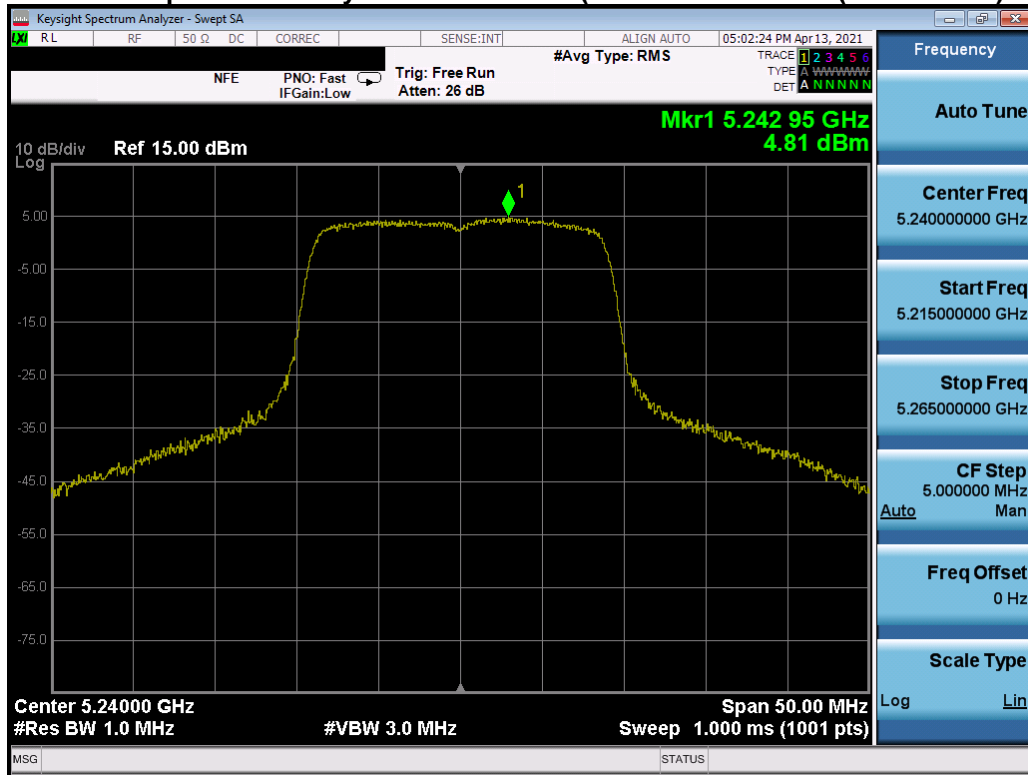 Keysight Spectrum Analyzer - Swept SA
LXI RL RF 50 Ω DC CORREC SENSE:INT ALIGN AUTO 05:02:24 PM Apr 13, 2021
#Avg Type: RMS
TRACE 1 2 3 4 5 6
NFE PNO: Fast Trig: Free Run
TYPE A WWWWW
IFGain:Low Atten: 26 dB
DET A N N N N N
Mkr1 5.242 95 GHz
10 dB/div Ref 15.00 dBm 4.81 dBm
Log
1
5.00
-5.00
-15.0
-25.0
-35.0
-45.0
-55.0
-65.0
-75.0
Center 5.24000 GHz Span 50.00 MHz
#Res BW 1.0 MHz #VBW 3.0 MHz Sweep 1.000 ms (1001 pts)
MSG STATUS
Frequency
Auto Tune
Center Freq
5.240000000 GHz
Start Freq
5.215000000 GHz
Stop Freq
5.265000000 GHz
CF Step
5.000000 MHz
Auto Man
Freq Offset
0 Hz
Scale Type
Log Lin